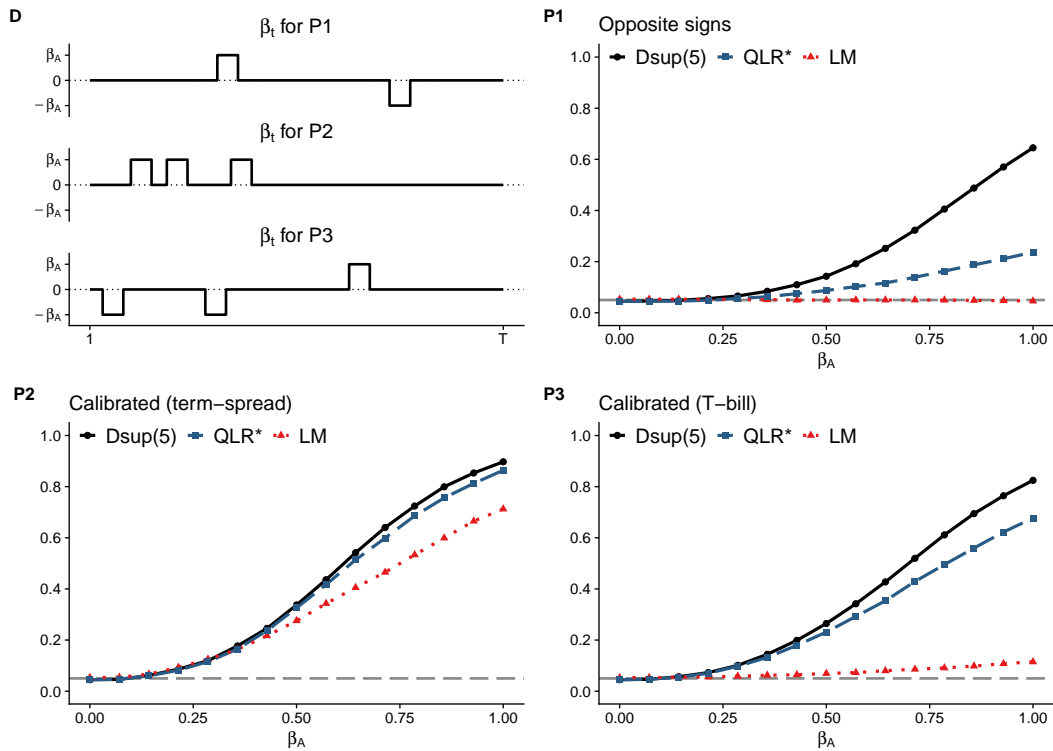 D
βt for P1
βA
0
−βA
βt for P2
βA
0
−βA
βt for P3
βA
0
−βA
1 T
P1
Opposite signs
Dsup(5) QLR* LM
1.0
0.8
0.6
0.4
0.2
0.0
0.00 0.25 0.50 0.75 1.00
βA
P2
Calibrated (term−spread)
Dsup(5) QLR* LM
1.0
0.8
0.6
0.4
0.2
0.0
0.00 0.25 0.50 0.75 1.00
βA
P3
Calibrated (T−bill)
Dsup(5) QLR* LM
1.0
0.8
0.6
0.4
0.2
0.0
0.00 0.25 0.50 0.75 1.00
βA